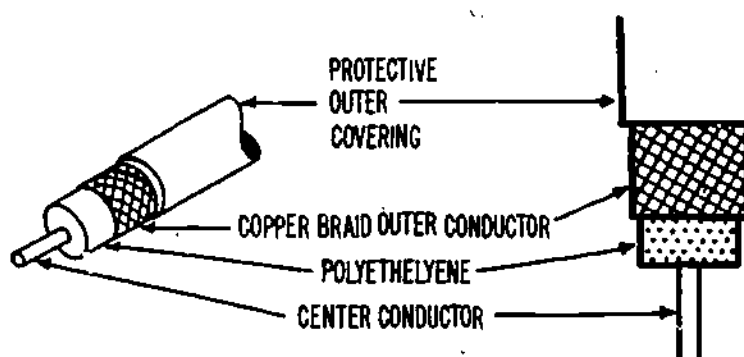 PROTECTIVE
OUTER
COVERING
COPPER BRAID OUTER CONDUCTOR
POLYETHELYENE
CENTER CONDUCTOR